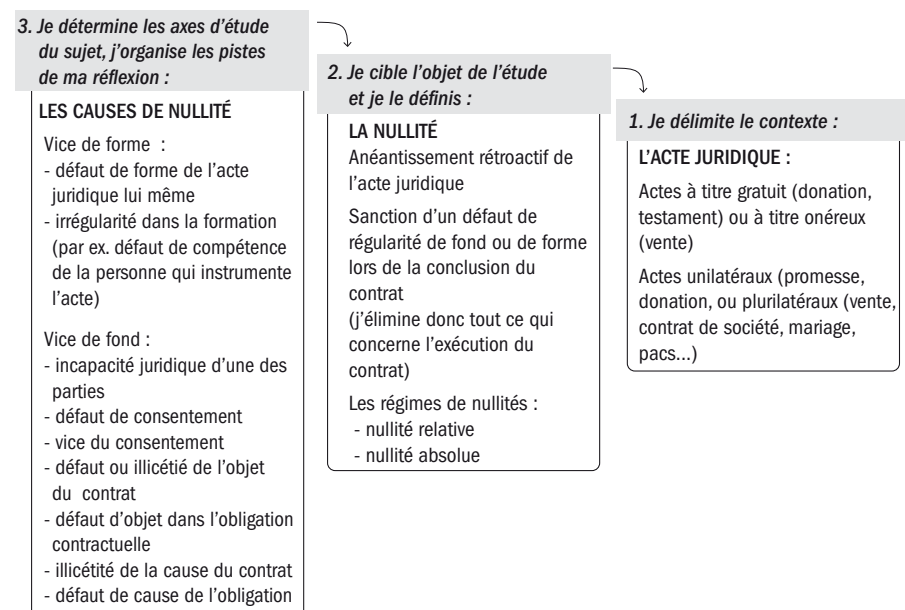 3. Je détermine les axes d'étude
du sujet, j'organise les pistes
de ma réflexion :
LES CAUSES DE NULLITÉ
Vice de forme :
- défaut de forme de l'acte
juridique lui même
- irrégularité dans la formation
(par ex. défaut de compétence
de la personne qui instrumente
l'acte)
Vice de fond :
- incapacité juridique d'une des
parties
- défaut de consentement
- vice du consentement
- défaut ou illicétié de l'objet
du contrat
- défaut d'objet dans l'obligation
contractuelle
- illicétité de la cause du contrat
- défaut de cause de l'obligation
2. Je cible l'objet de l'étude
et je le définis :
LA NULLITÉ
Anéantissement rétroactif de
l'acte juridique
Sanction d'un défaut de
régularité de fond ou de forme
lors de la conclusion du
contrat
(j'élimine donc tout ce qui
concerne l'exécution du
contrat)
Les régimes de nullités :
- nullité relative
- nullité absolue
1. Je délimite le contexte :
L'ACTE JURIDIQUE :
Actes à titre gratuit (donation,
testament) ou à titre onéreux
(vente)
Actes unilatéraux (promesse,
donation, ou plurilatéraux (vente,
contrat de société, mariage,
pacs...)